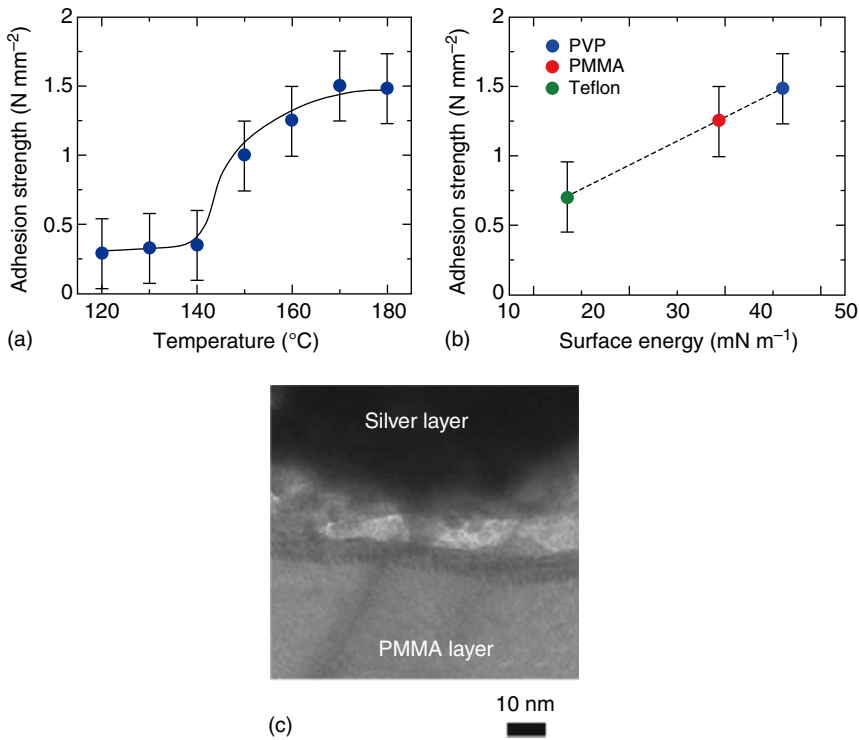 2
1.5
1
0.5
0
Adhesion strength (N mm−2)
120 140 160 180
Temperature (°C)
(a)
2
1.5
1
0.5
0
Adhesion strength (N mm−2)
PVP
PMMA
Teflon
10 20 30 40 50
Surface energy (mN m−1)
(b)
Silver layer
PMMA layer
10 nm
(c)